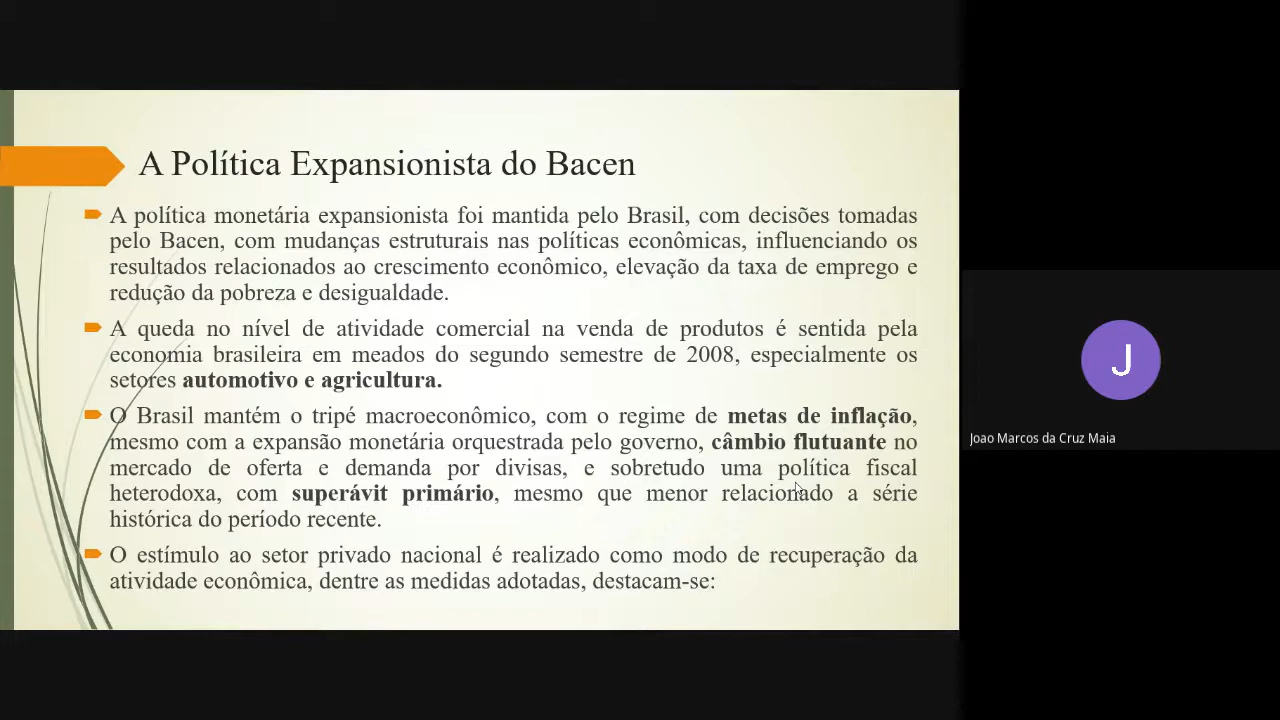 A Política Expansionista do Bacen
A política monetária expansionista foi mantida pelo Brasil, com decisões tomadas
pelo Bacen, com mudanças estruturais nas políticas econômicas, influenciando os
resultados relacionados ao crescimento econômico, elevação da taxa de emprego e
redução da pobreza e desigualdade.
A queda no nível de atividade comercial na venda de produtos é sentida pela
economia brasileira em meados do segundo semestre de 2008, especialmente os
setores automotivo e agricultura.
O Brasil mantém o tripé macroeconômico, com o regime de metas de inflação,
mesmo com a expansão monetária orquestrada pelo governo, câmbio flutuante no
mercado de oferta e demanda por divisas, e sobretudo uma política fiscal
heterodoxa, com superávit primário, mesmo que menor relacionado a série
histórica do período recente.
O estímulo ao setor privado nacional é realizado como modo de recuperação da
atividade econômica, dentre as medidas adotadas, destacam-se:
J
Joao Marcos da Cruz Maia